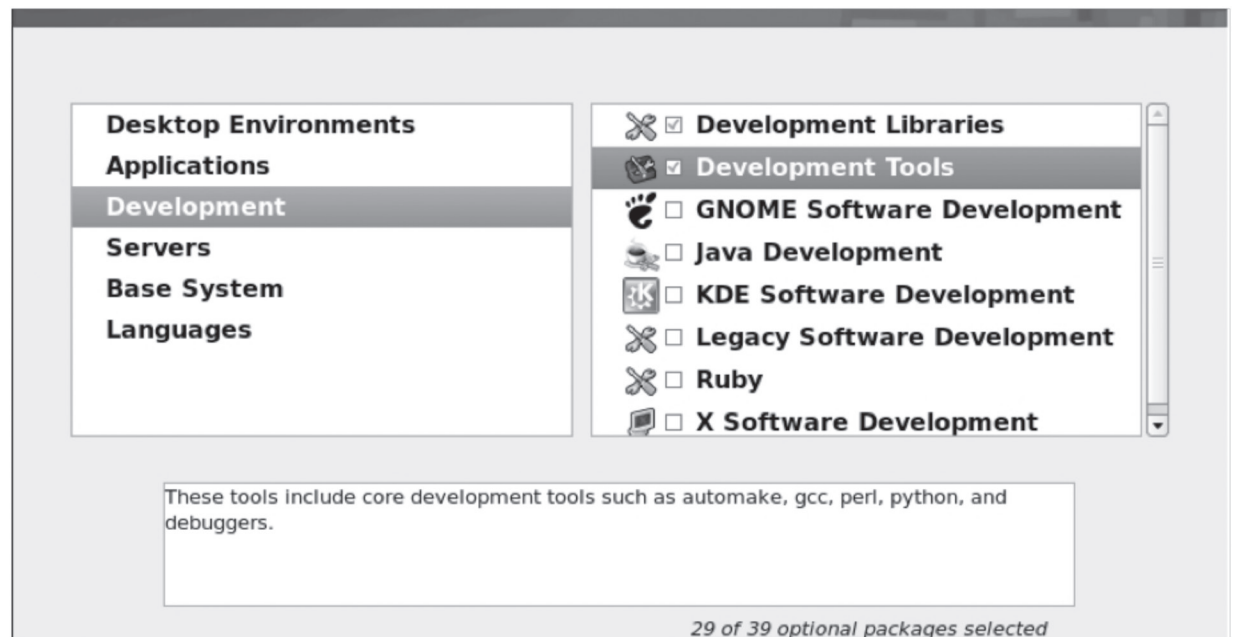 Desktop Environments
Applications
Development
Servers
Base System
Languages
Development Libraries
Development Tools
GNOME Software Development
Java Development
KDE Software Development
Legacy Software Development
Ruby
X Software Development
These tools include core development tools such as automake, gcc, perl, python, and
debuggers.
29 of 39 optional packages selected